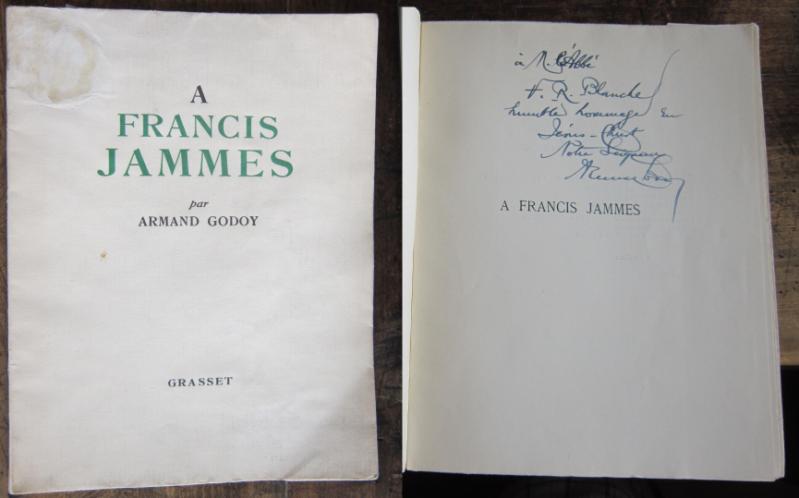 A
FRANCIS
JAMMES
par
ARMAND GODOY
GRASSET
à M. l'Abbé
F. R. Blanche
humble hommage en
Jésus-Christ
Notre Seigneur
A FRANCIS JAMMES